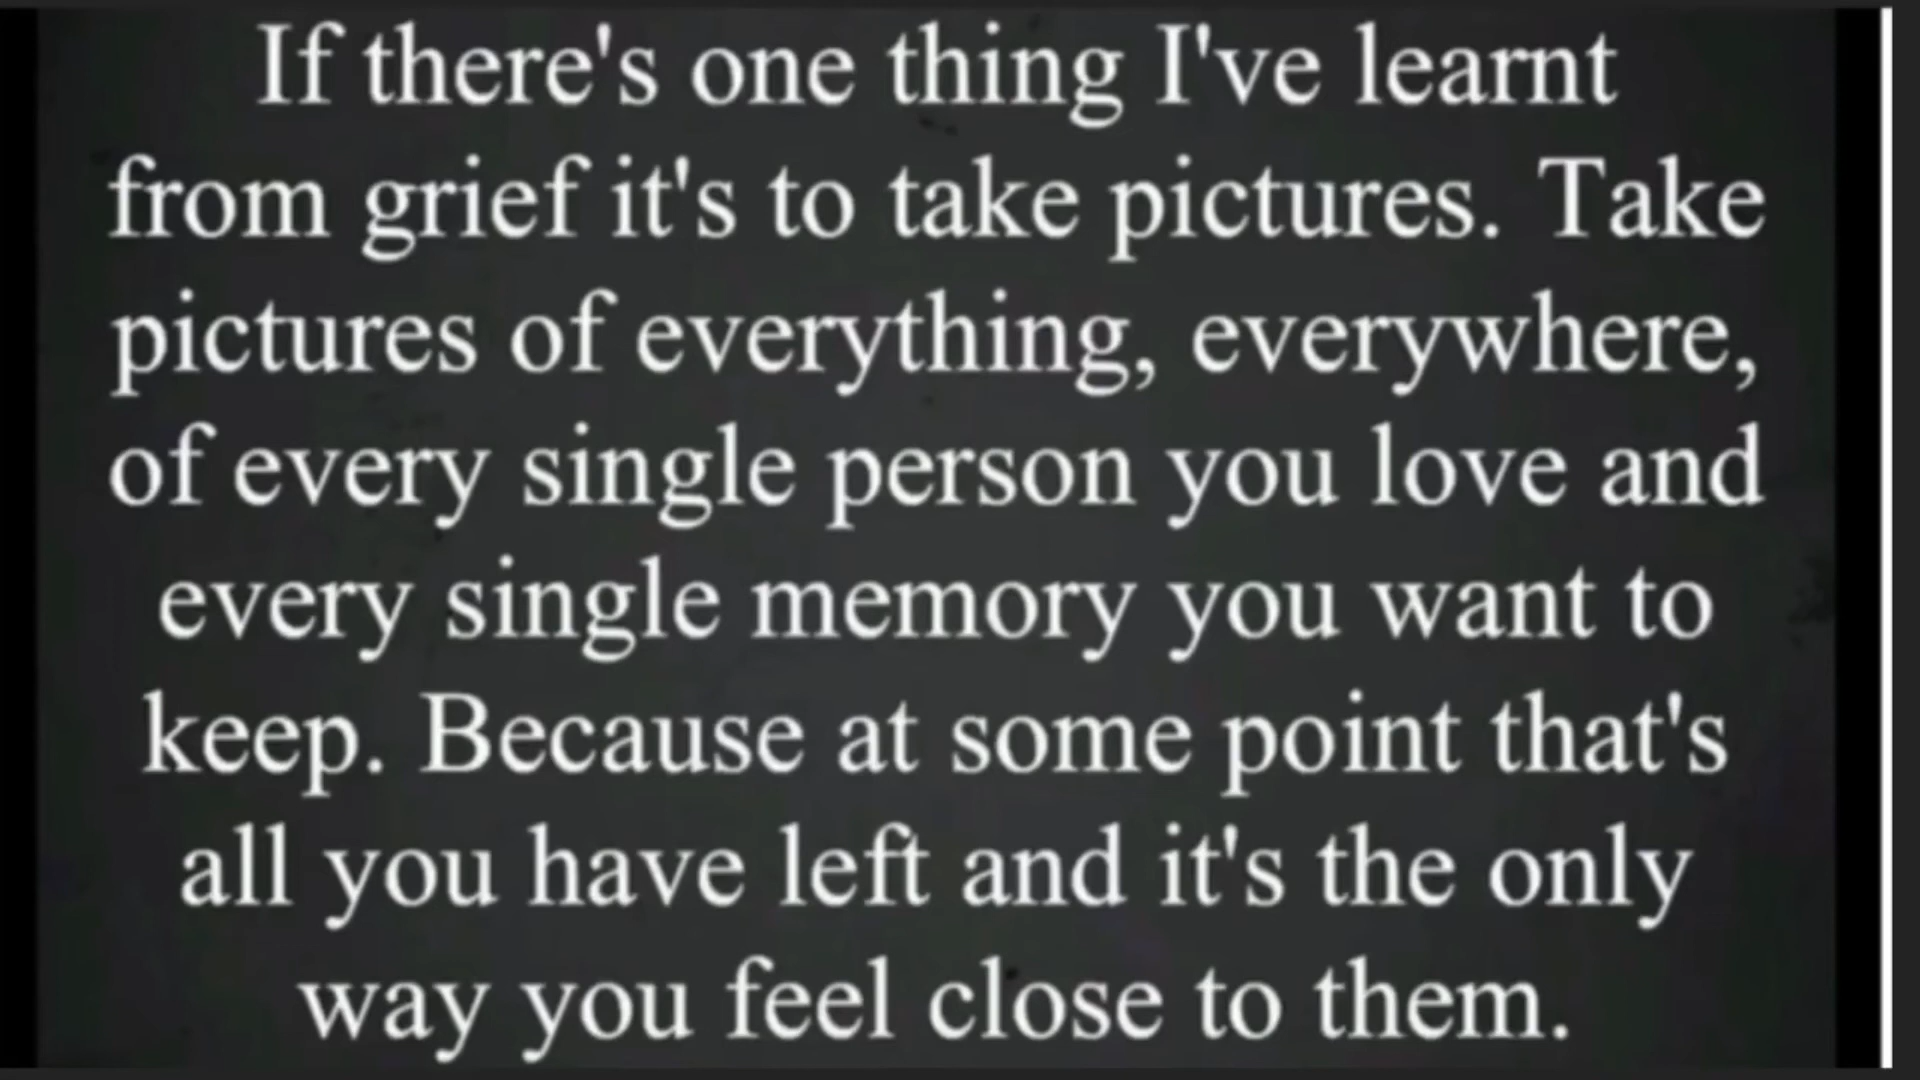 If there's one thing I've learnt
from grief it's to take pictures. Take
pictures of everything, everywhere,
of every single person you love and
every single memory you want to
keep. Because at some point that's
all you have left and it's the only
way you feel close to them.